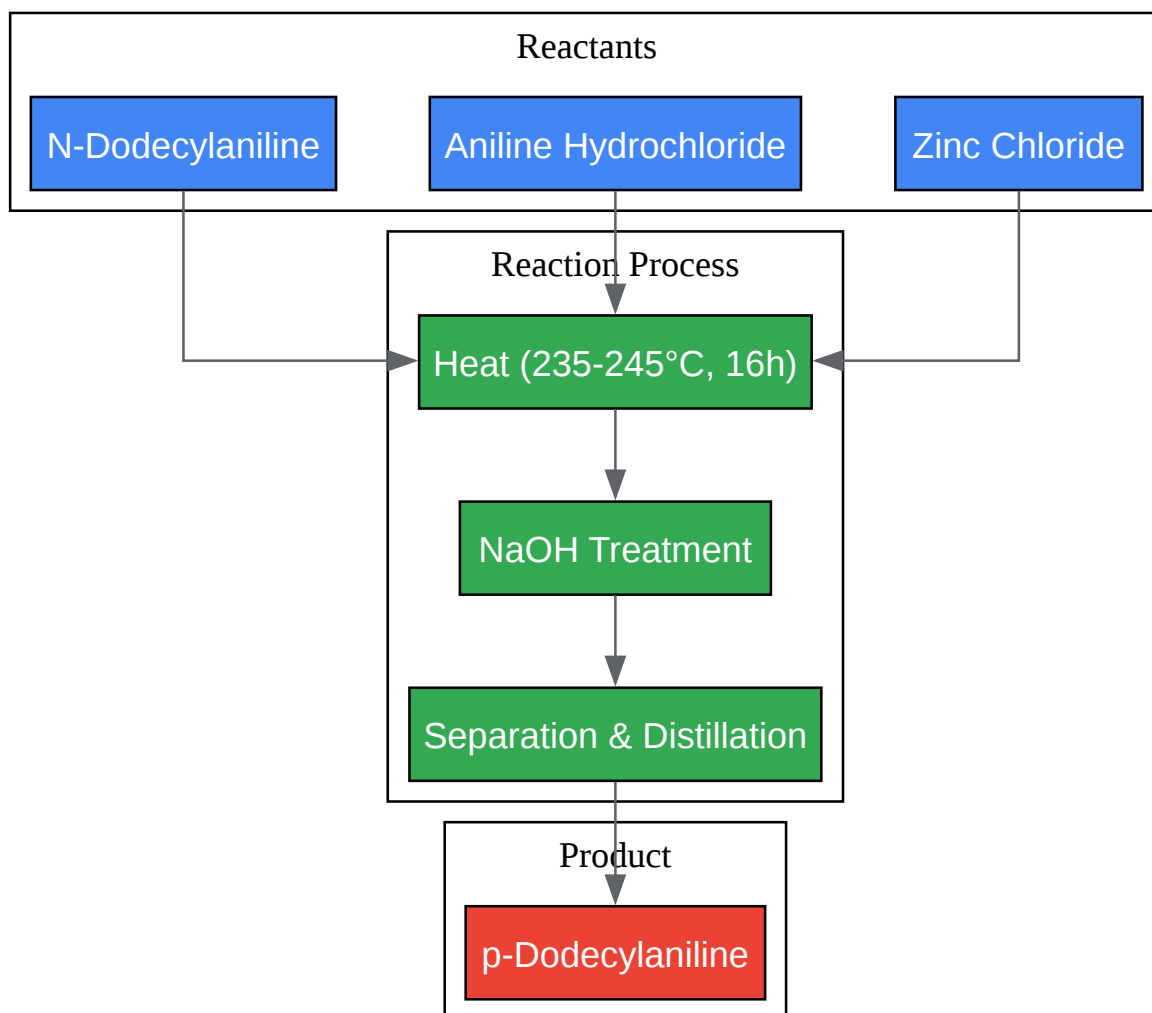 Reactants
N-Dodecylaniline
Aniline Hydrochloride
Zinc Chloride
Reaction Process
Heat (235-245°C, 16h)
NaOH Treatment
Separation & Distillation
Product
p-Dodecylaniline